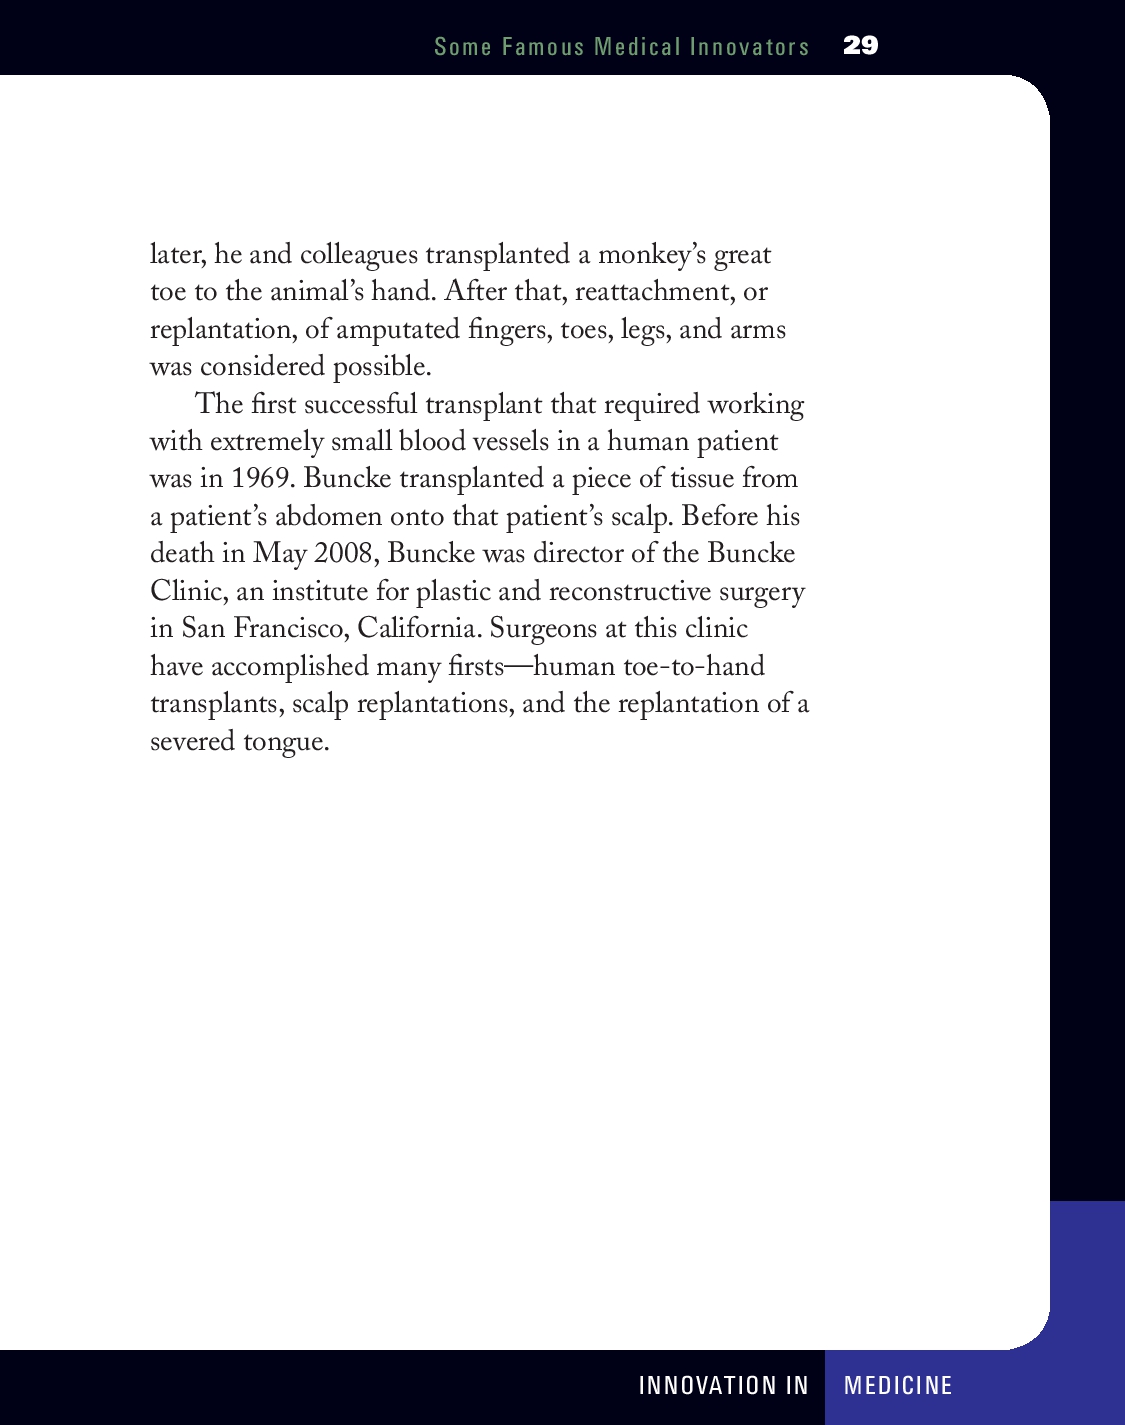 Some Famous Medical Innovators 29
later, he and colleagues transplanted a monkey’s great
toe to the animal’s hand. After that, reattachment, or
replantation, of amputated fingers, toes, legs, and arms
was considered possible.
The first successful transplant that required working
with extremely small blood vessels in a human patient
was in 1969. Buncke transplanted a piece of tissue from
a patient’s abdomen onto that patient’s scalp. Before his
death in May 2008, Buncke was director of the Buncke
Clinic, an institute for plastic and reconstructive surgery
in San Francisco, California. Surgeons at this clinic
have accomplished many firsts—human toe-to-hand
transplants, scalp replantations, and the replantation of a
severed tongue.
INNOVATION IN MEDICINE